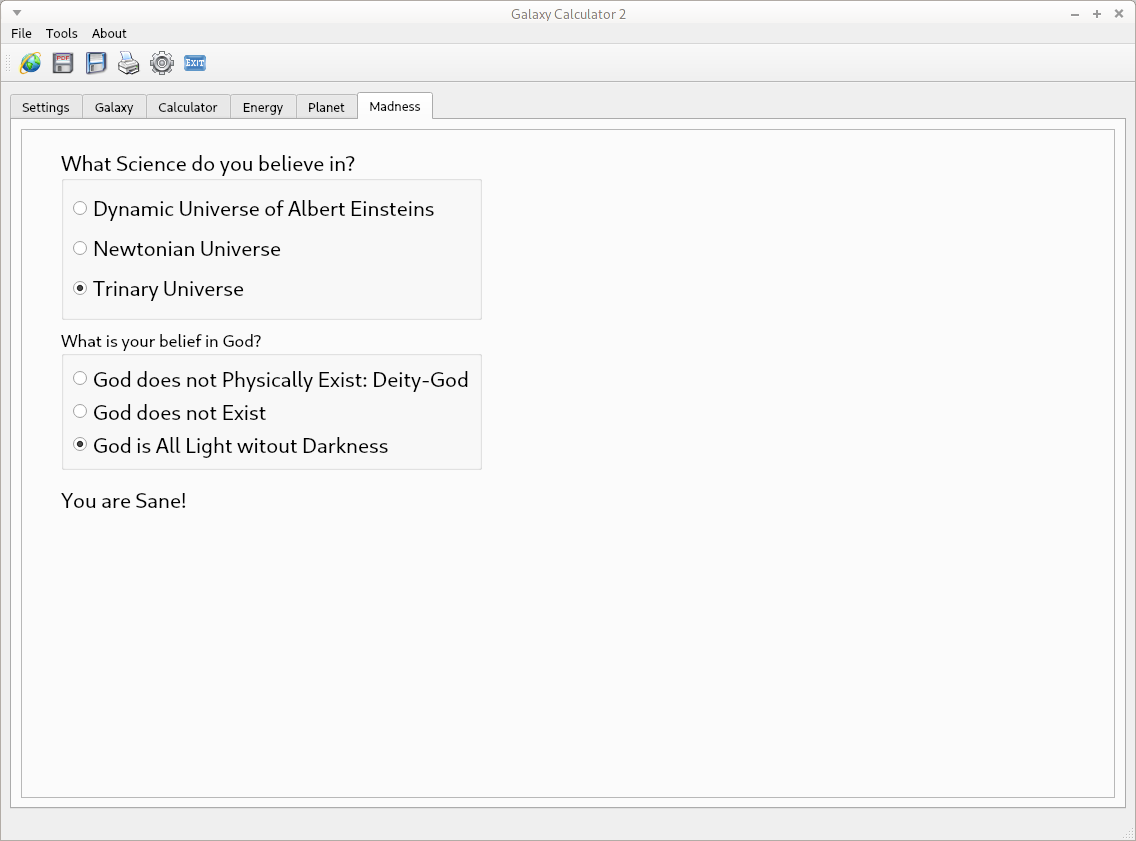 Galaxy Calculator 2
File Tools About
PDF EXIT
Settings Galaxy Calculator Energy Planet Madness
What Science do you believe in?
Dynamic Universe of Albert Einsteins
Newtonian Universe
Trinary Universe
What is your belief in God?
God does not Physically Exist: Deity-God
God does not Exist
God is All Light witout Darkness
You are Sane!